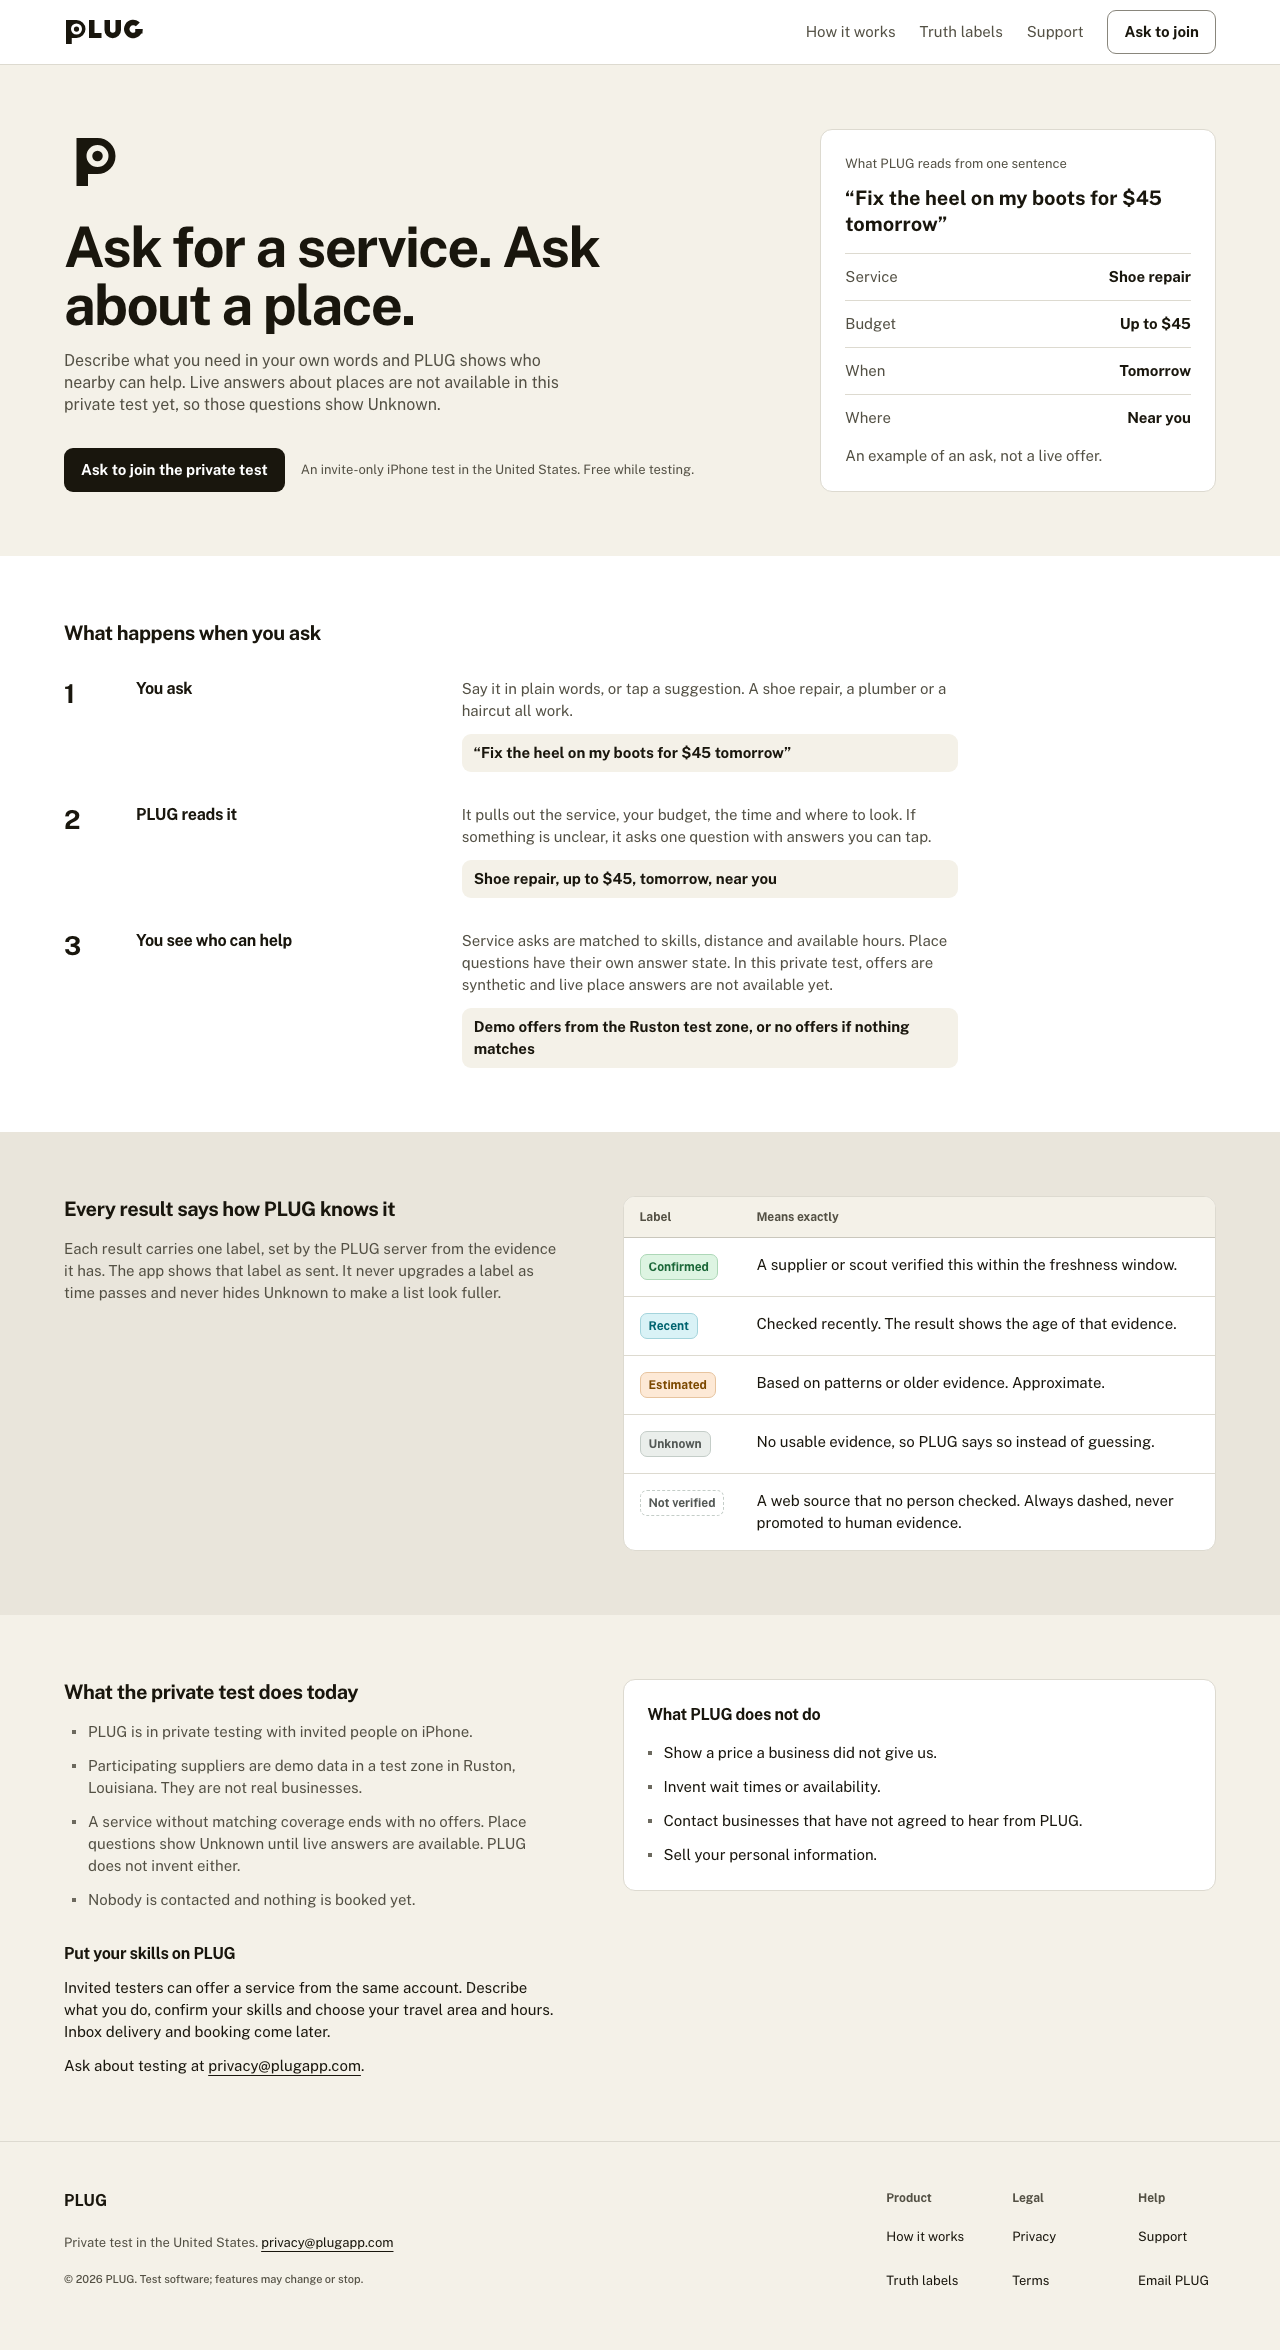 PLUG
How it works
Truth labels
Support
Ask to join
P
Ask for a service. Ask
about a place.
Describe what you need in your own words and PLUG shows who
nearby can help. Live answers about places are not available in this
private test yet, so those questions show Unknown.
Ask to join the private test
An invite-only iPhone test in the United States. Free while testing.
What PLUG reads from one sentence
“Fix the heel on my boots for $45
tomorrow”
Service Shoe repair
Budget Up to $45
When Tomorrow
Where Near you
An example of an ask, not a live offer.
What happens when you ask
1
You ask
Say it in plain words, or tap a suggestion. A shoe repair, a plumber or a
haircut all work.
“Fix the heel on my boots for $45 tomorrow”
2
PLUG reads it
It pulls out the service, your budget, the time and where to look. If
something is unclear, it asks one question with answers you can tap.
Shoe repair, up to $45, tomorrow, near you
3
You see who can help
Service asks are matched to skills, distance and available hours. Place
questions have their own answer state. In this private test, offers are
synthetic and live place answers are not available yet.
Demo offers from the Ruston test zone, or no offers if nothing
matches
Every result says how PLUG knows it
Each result carries one label, set by the PLUG server from the evidence
it has. The app shows that label as sent. It never upgrades a label as
time passes and never hides Unknown to make a list look fuller.
Label Means exactly
Confirmed A supplier or scout verified this within the freshness window.
Recent Checked recently. The result shows the age of that evidence.
Estimated Based on patterns or older evidence. Approximate.
Unknown No usable evidence, so PLUG says so instead of guessing.
Not verified A web source that no person checked. Always dashed, never
promoted to human evidence.
What the private test does today
PLUG is in private testing with invited people on iPhone.
Participating suppliers are demo data in a test zone in Ruston,
Louisiana. They are not real businesses.
A service without matching coverage ends with no offers. Place
questions show Unknown until live answers are available. PLUG
does not invent either.
Nobody is contacted and nothing is booked yet.
Put your skills on PLUG
Invited testers can offer a service from the same account. Describe
what you do, confirm your skills and choose your travel area and hours.
Inbox delivery and booking come later.
Ask about testing at privacy@plugapp.com.
What PLUG does not do
Show a price a business did not give us.
Invent wait times or availability.
Contact businesses that have not agreed to hear from PLUG.
Sell your personal information.
PLUG
Private test in the United States. privacy@plugapp.com
© 2026 PLUG. Test software; features may change or stop.
Product
How it works
Truth labels
Legal
Privacy
Terms
Help
Support
Email PLUG